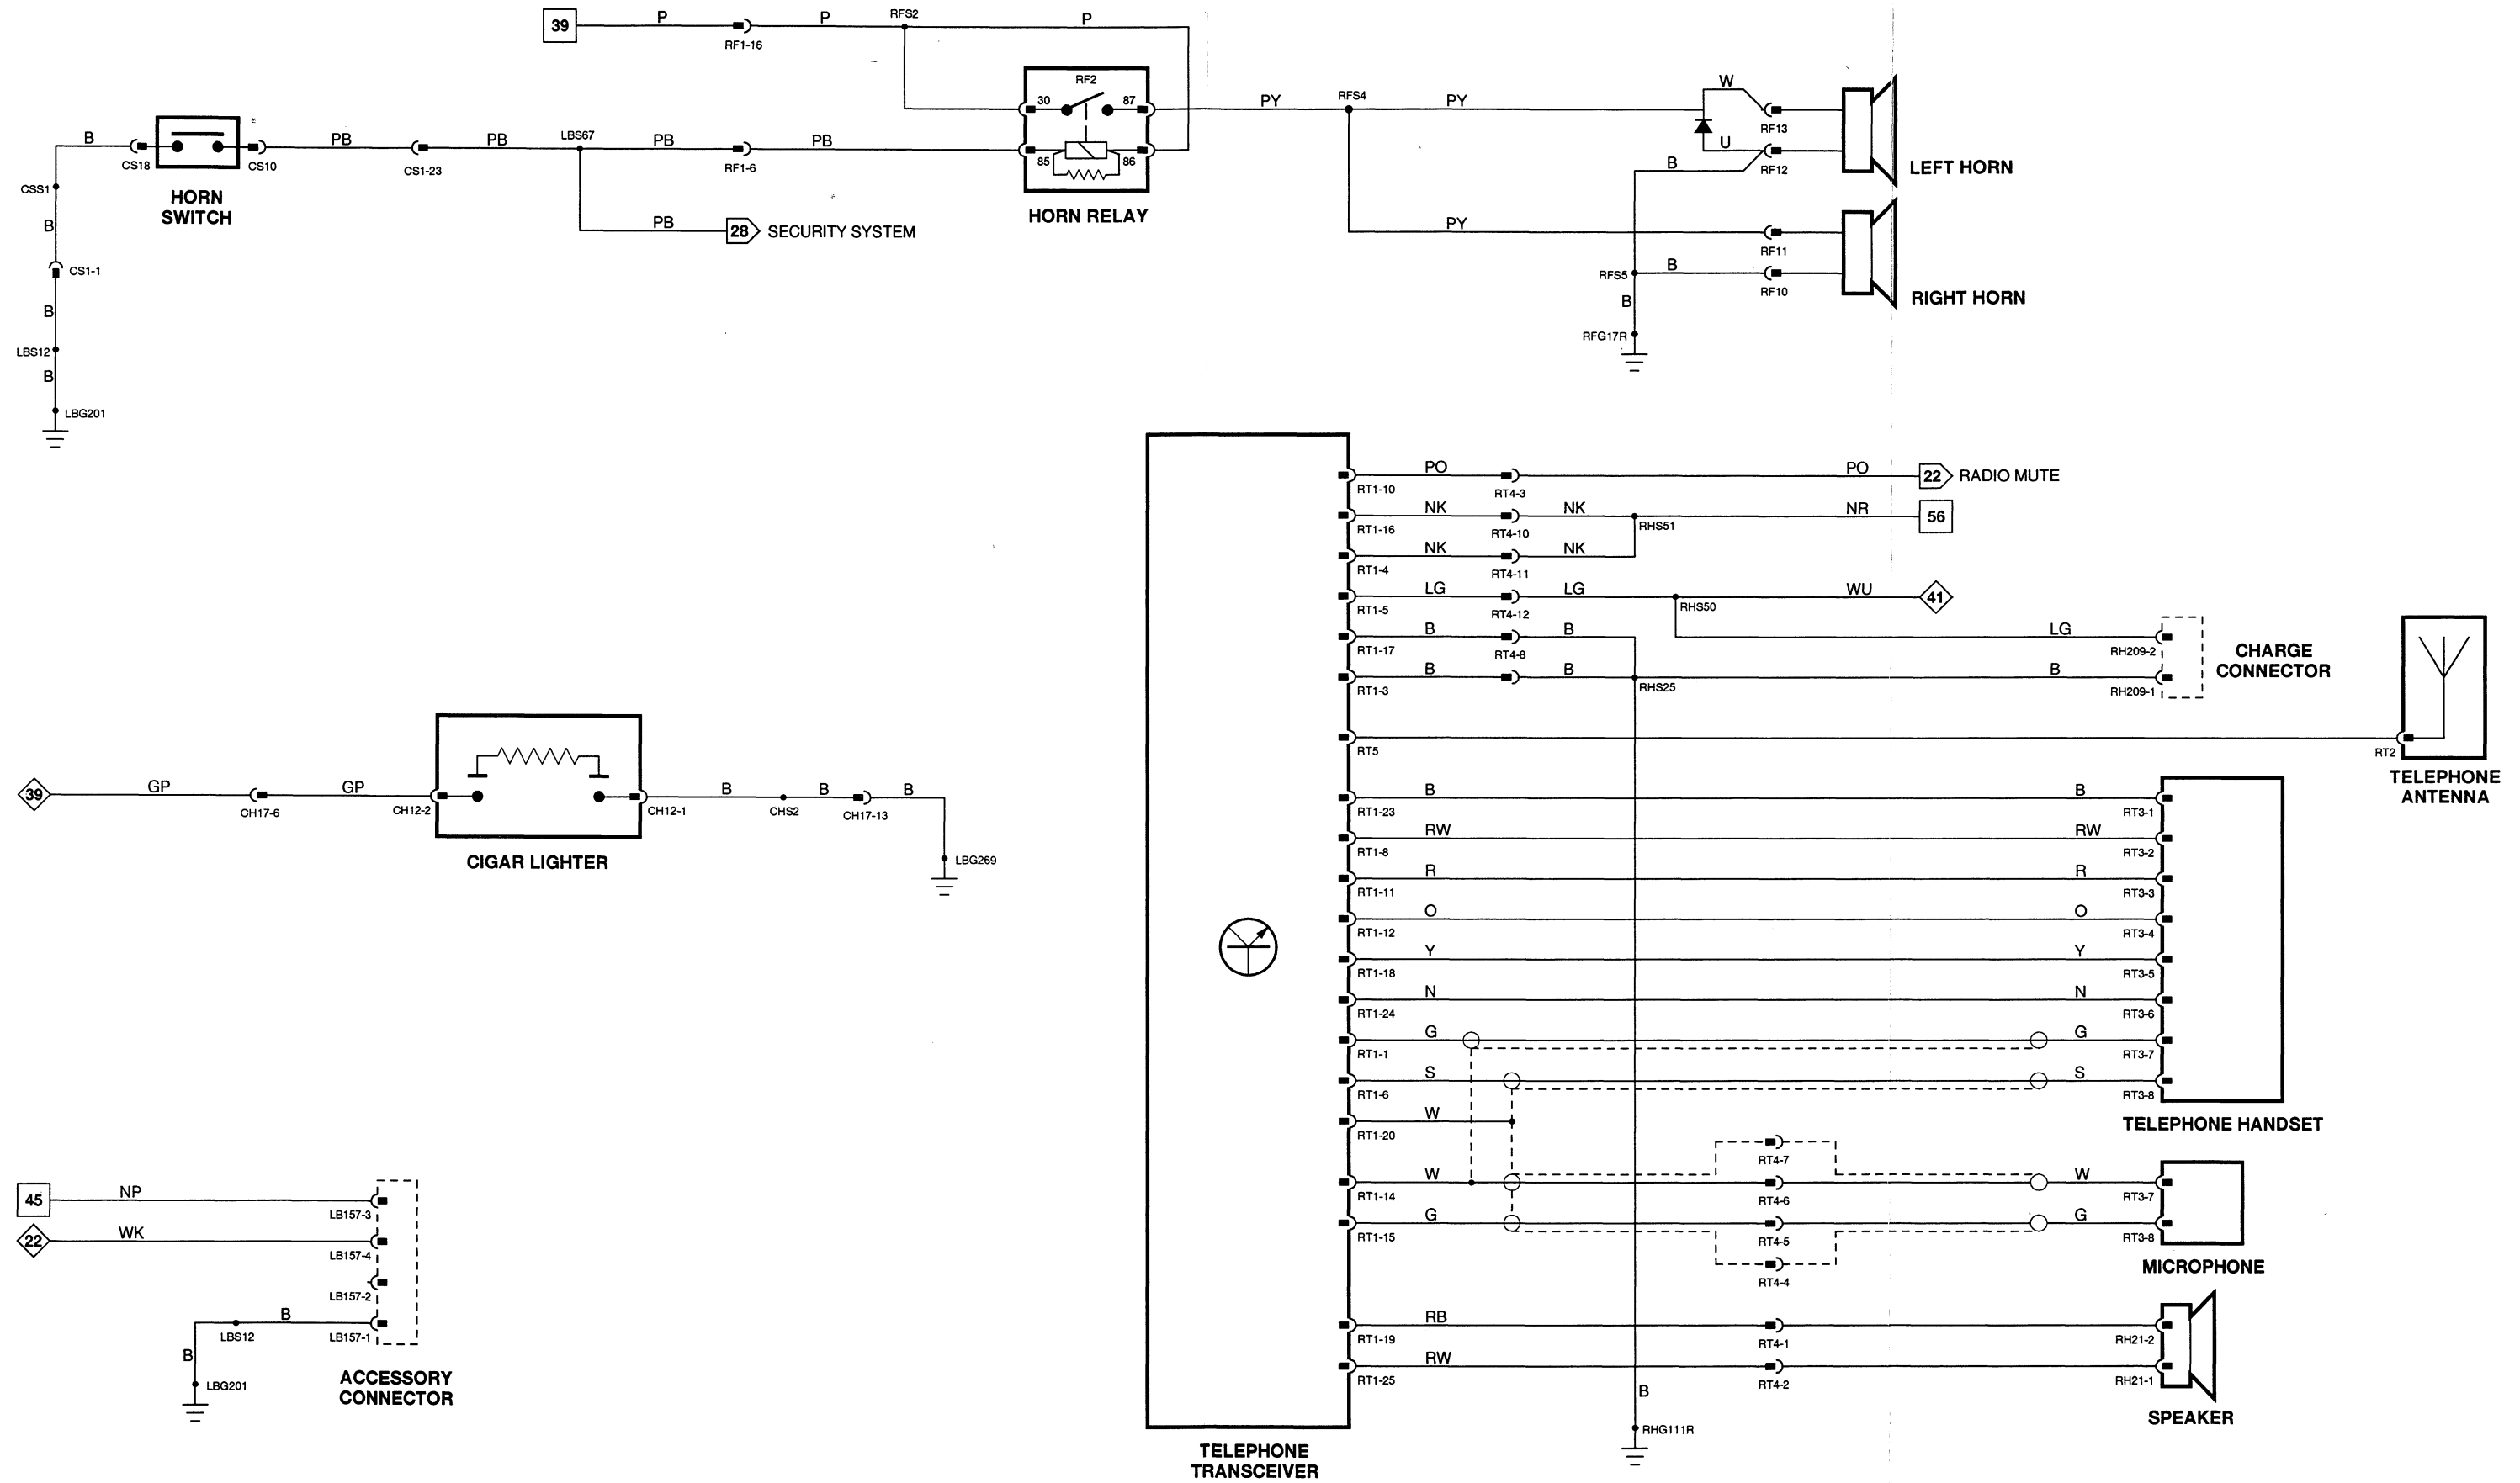 39
P
RF1-16
P
RFS2
P
B
CS18
CS10
PB
CS1-23
PB
LBS67
PB
RF1-6
PB
RF2
30
87
85
86
PY
RFS4
PY
W
RF13
U
RF12
B
LEFT HORN
HORN
SWITCH
HORN RELAY
CSS1
B
CS1-1
B
LBS12
B
LBG201
PB
28
SECURITY SYSTEM
PY
RF11
RFS5
B
RF10
RIGHT HORN
B
RFG17R
RT1-10
PO
RT4-3
PO
22
RADIO MUTE
RT1-16
NK
RT4-10
NK
RHS51
NR
56
RT1-4
NK
RT4-11
NK
RT1-5
LG
RT4-12
LG
RHS50
WU
41
RT1-17
B
RT4-8
B
LG
RH209-2
RT1-3
B
B
RHS25
B
RH209-1
CHARGE
CONNECTOR
RT5
RT2
TELEPHONE
ANTENNA
39
GP
CH17-6
GP
CH12-2
CH12-1
B
CHS2
B
CH17-13
B
LBG269
CIGAR LIGHTER
RT1-23
B
B
RT3-1
RT1-8
RW
RW
RT3-2
RT1-11
R
R
RT3-3
RT1-12
O
O
RT3-4
RT1-18
Y
Y
RT3-5
RT1-24
N
N
RT3-6
RT1-1
G
G
RT3-7
RT1-6
S
S
RT3-8
TELEPHONE HANDSET
RT1-20
W
RT4-7
RT1-14
W
RT4-6
W
RT3-7
RT1-15
G
RT4-5
G
RT3-8
RT4-4
MICROPHONE
45
NP
LB157-3
22
WK
LB157-4
LB157-2
LBS12
B
LB157-1
B
LBG201
ACCESSORY
CONNECTOR
RT1-19
RB
RT4-1
RH21-2
RT1-25
RW
RT4-2
RH21-1
SPEAKER
B
RHG111R
TELEPHONE
TRANSCEIVER